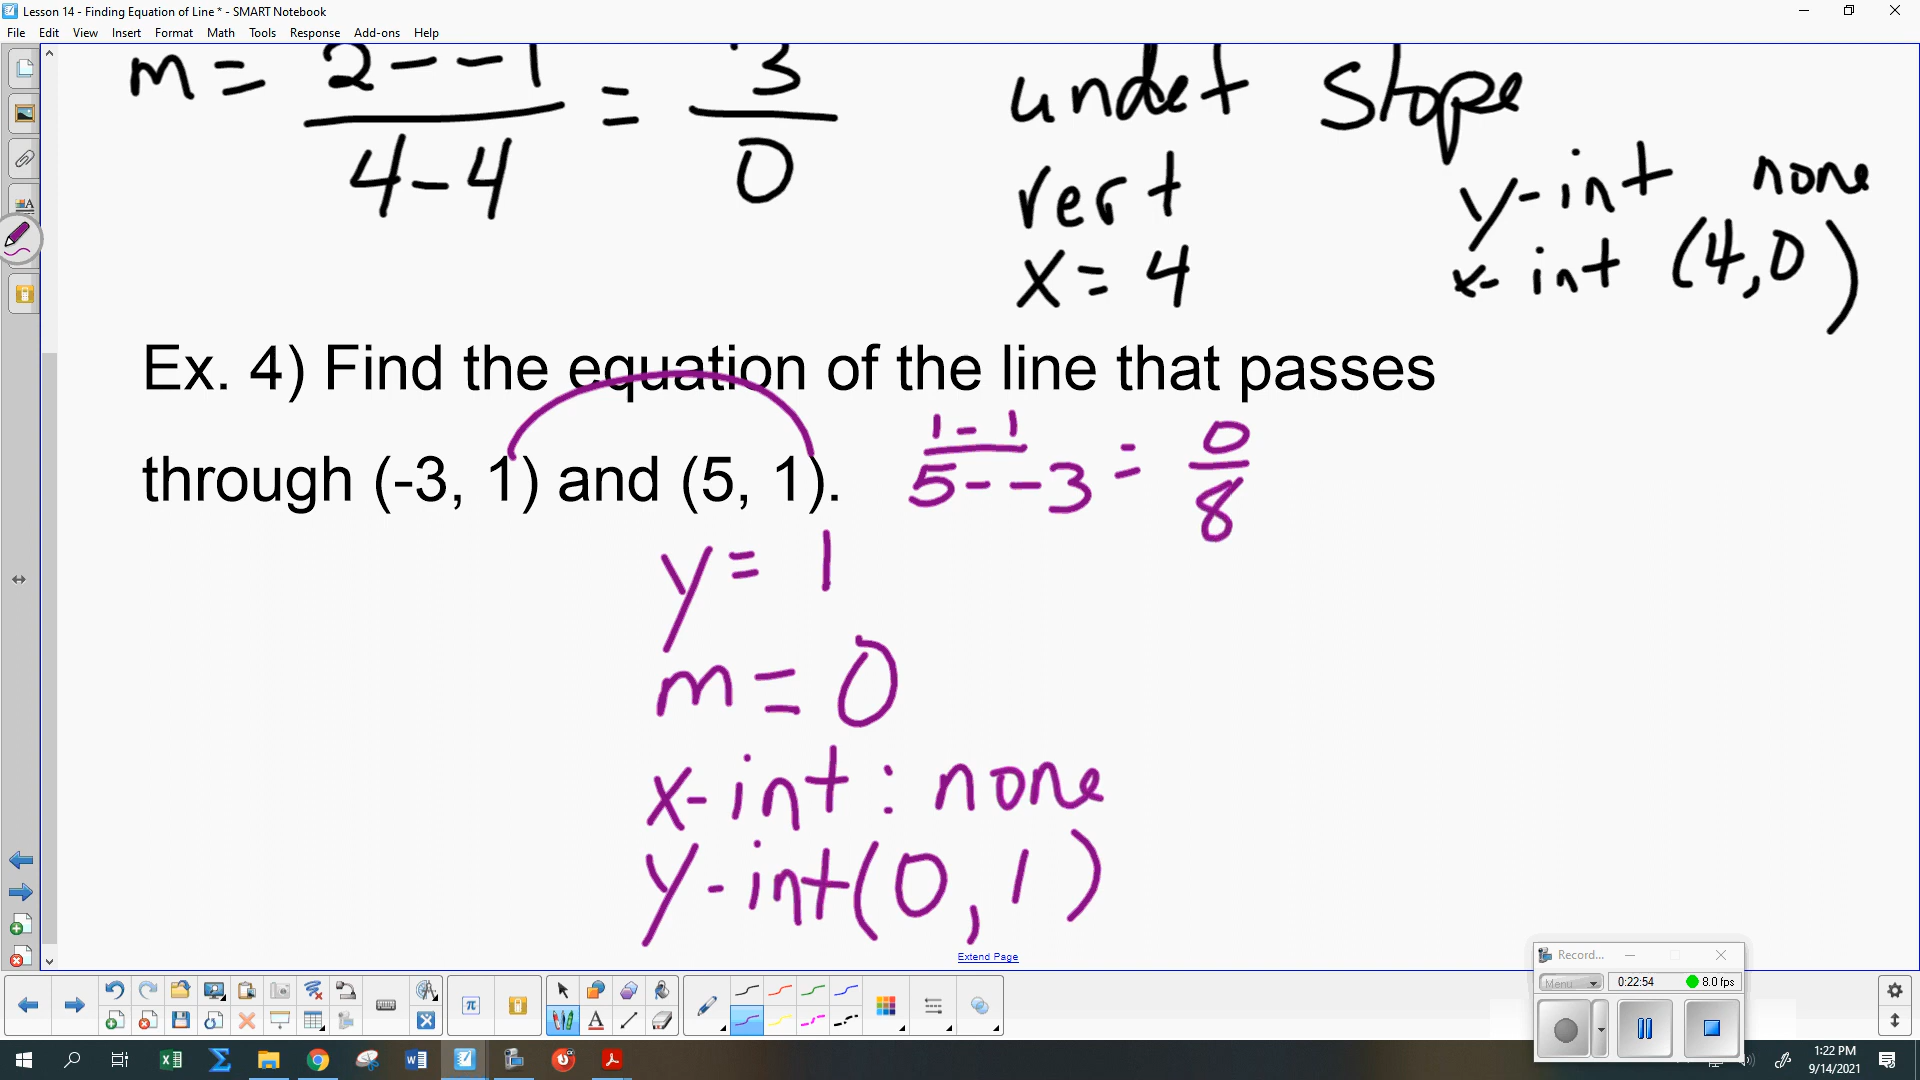 Lesson 14 - Finding Equation of Line * - SMART Notebook
File Edit View Insert Format Math Tools Response Add-ons Help
m = 2 - -1 / 4 - 4 = 3 / 0
undef slope
vert
x = 4
y-int none
x-int (4,0)
Ex. 4) Find the equation of the line that passes
through (-3, 1) and (5, 1).
1 - 1 / 5 - -3 = 0 / 8
y = 1
m = 0
x-int: none
y-int (0, 1)
Extend Page
Record...
Menu 0:22:54 8.0 fps
1:22 PM
9/14/2021